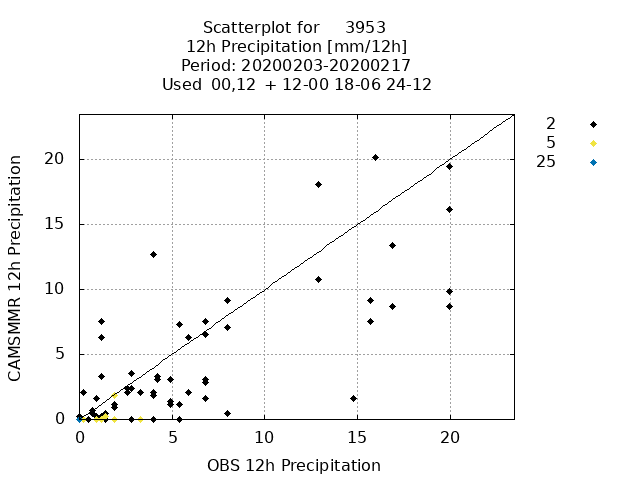 Scatterplot for 3953
12h Precipitation [mm/12h]
Period: 20200203-20200217
Used 00,12 + 12-00 18-06 24-12
2
5
25
CAMSMMR 12h Precipitation
20
15
10
5
0
0 5 10 15 20
OBS 12h Precipitation